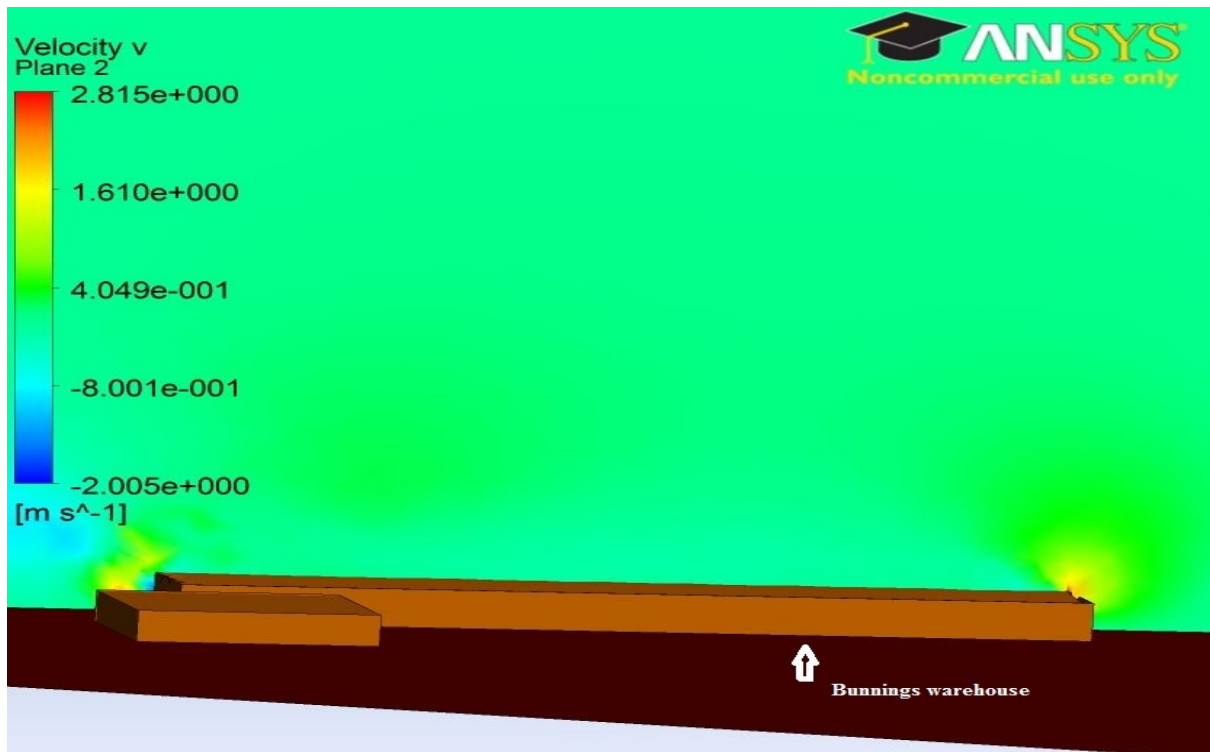 Velocity v
Plane 2
2.815e+000
1.610e+000
4.049e-001
-8.001e-001
-2.005e+000
[m s^-1]
ANSYS
Noncommercial use only
Bunnings warehouse